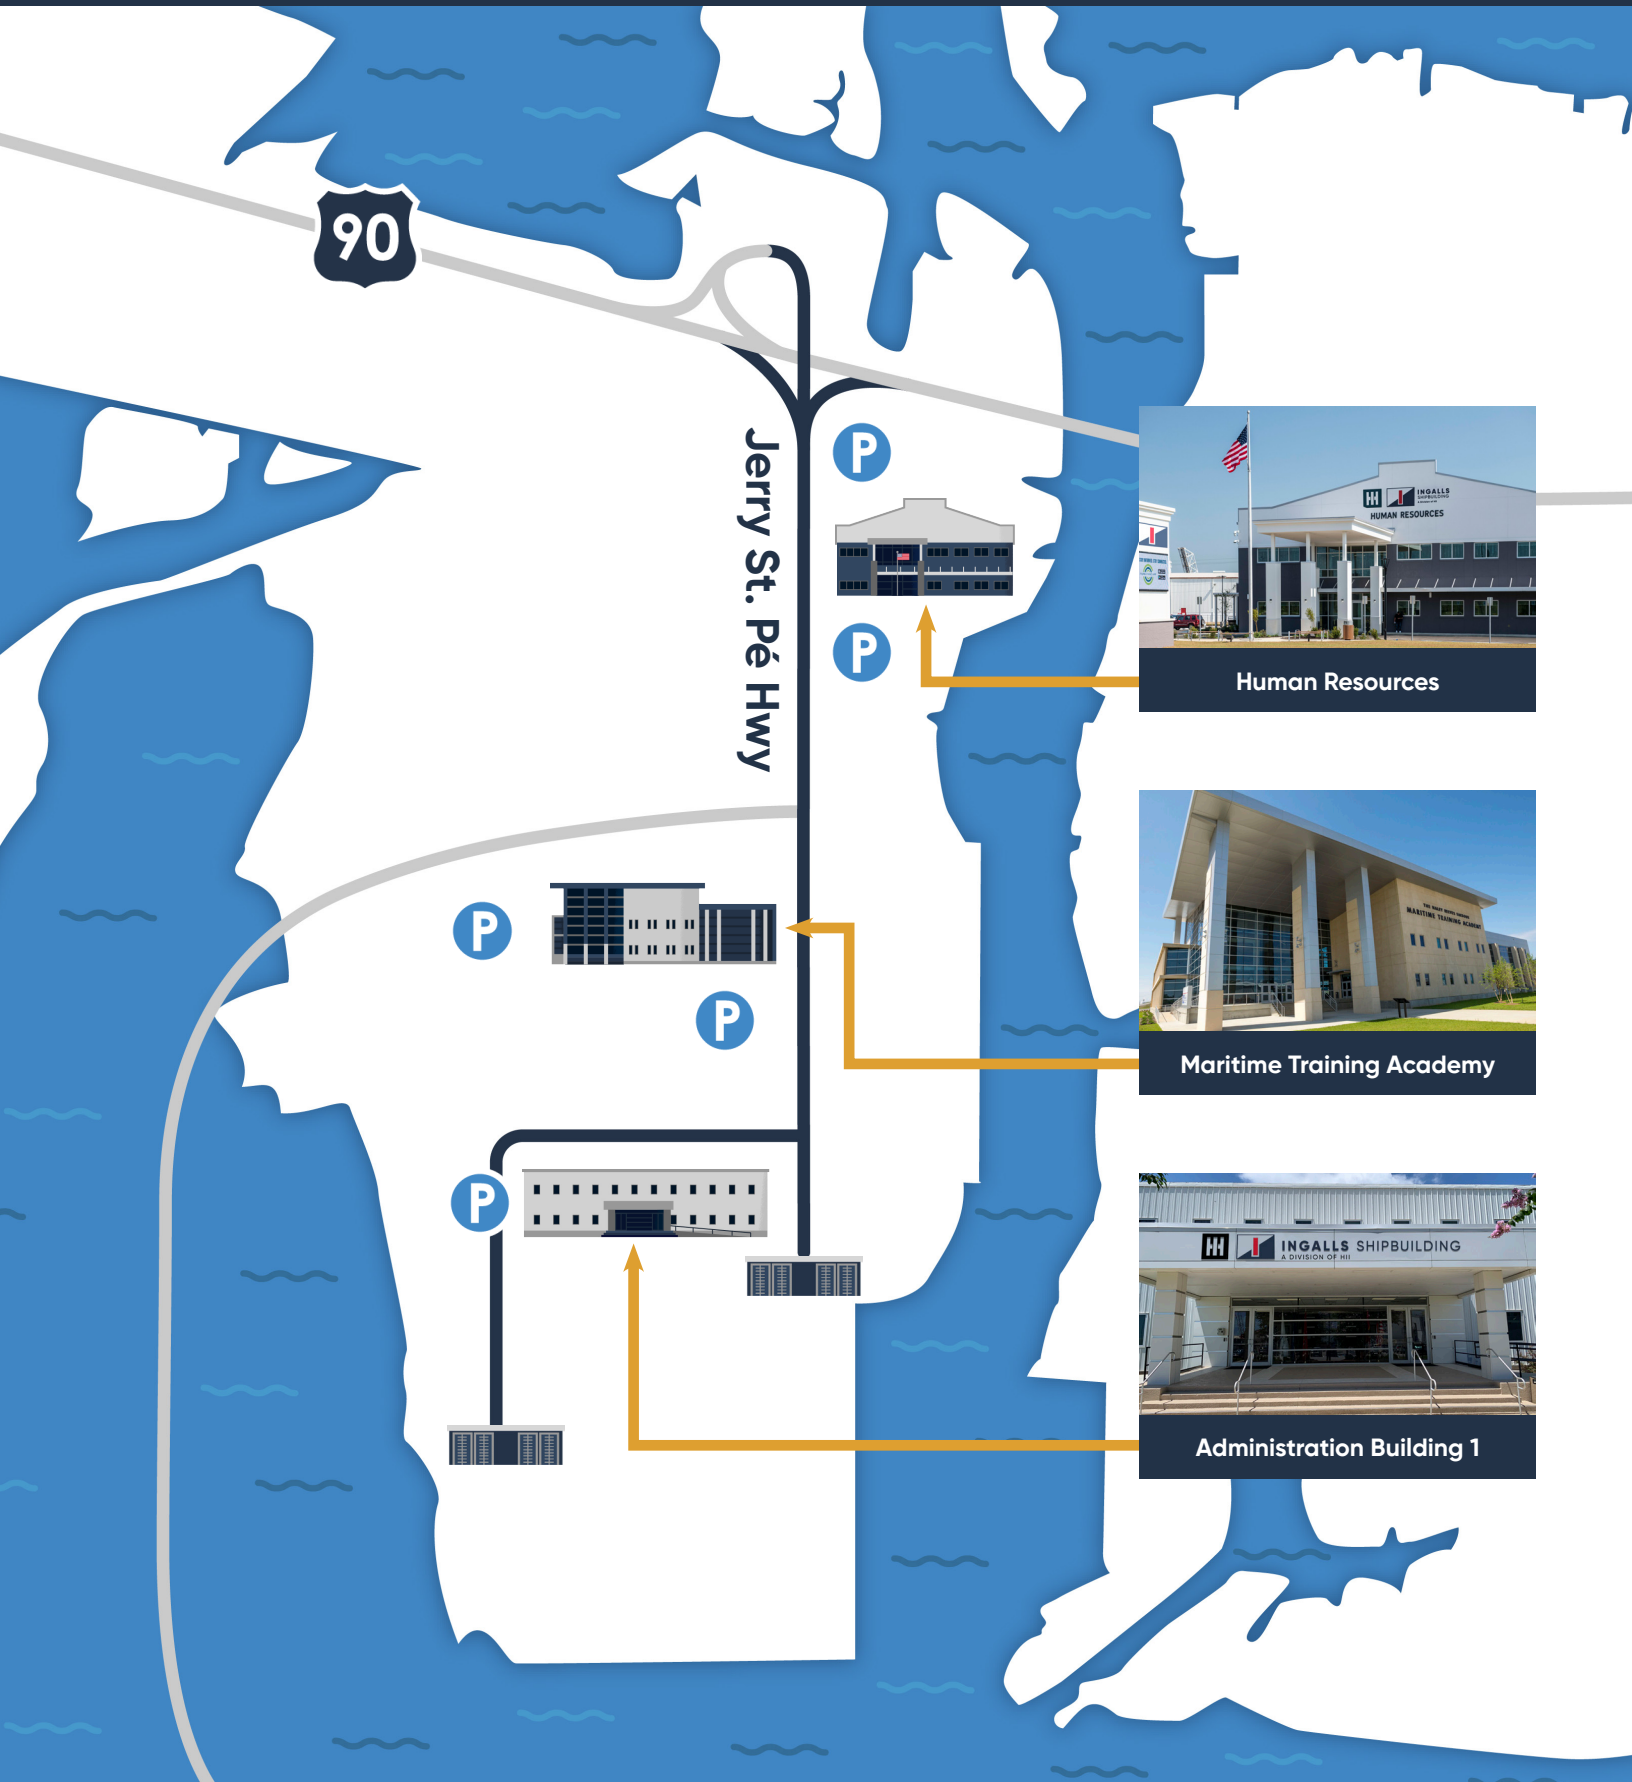 90
Jerry St. Pé Hwy
P
P
P
P
P
INGALLS
SHIPBUILDING
HUMAN RESOURCES
Human Resources
MARITIME TRAINING ACADEMY
Maritime Training Academy
INGALLS SHIPBUILDING
A DIVISION OF HII
Administration Building 1